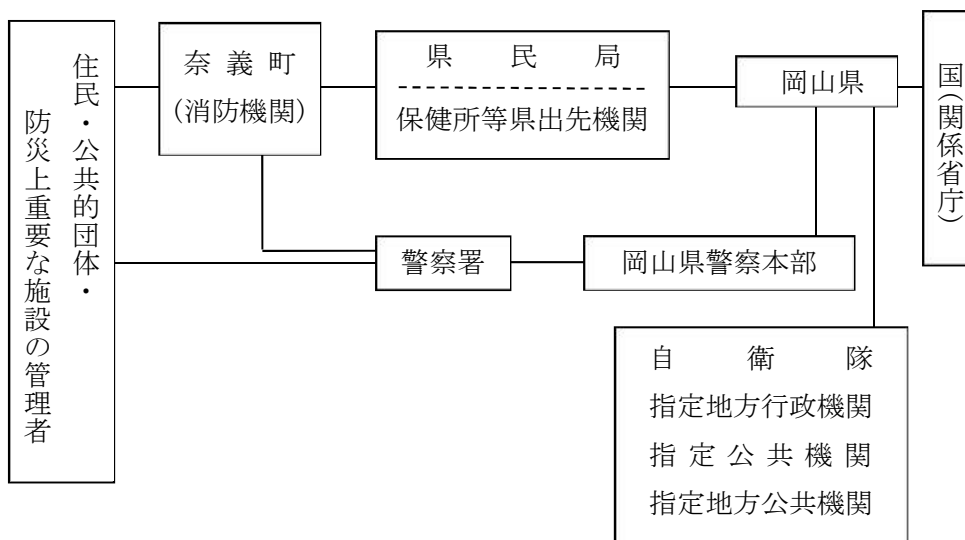 住民・公共的団体・
防災上重要な施設の管理者
奈義町
(消防機関)
県民局
保健所等県出先機関
岡山県
国(関係省庁)
警察署
岡山県警察本部
自衛隊
指定地方行政機関
指定公共機関
指定地方公共機関